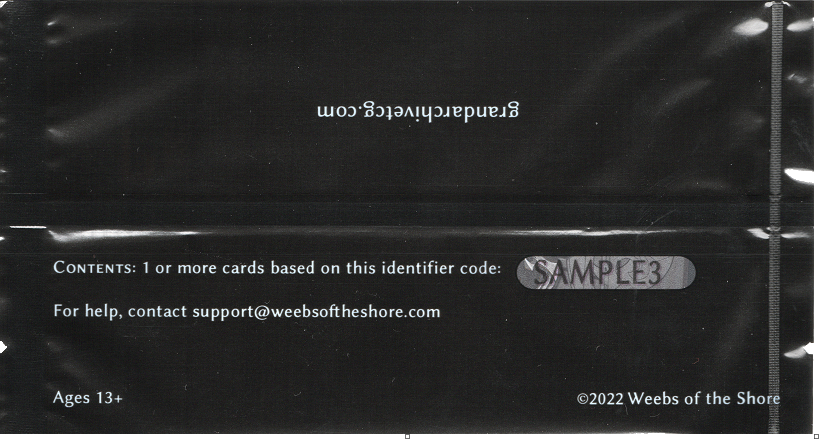 grandarchivetcg.com
Contents: 1 or more cards based on this identifier code: SAMPLE3
For help, contact support@weebsoftheshore.com
Ages 13+
©2022 Weebs of the Shore